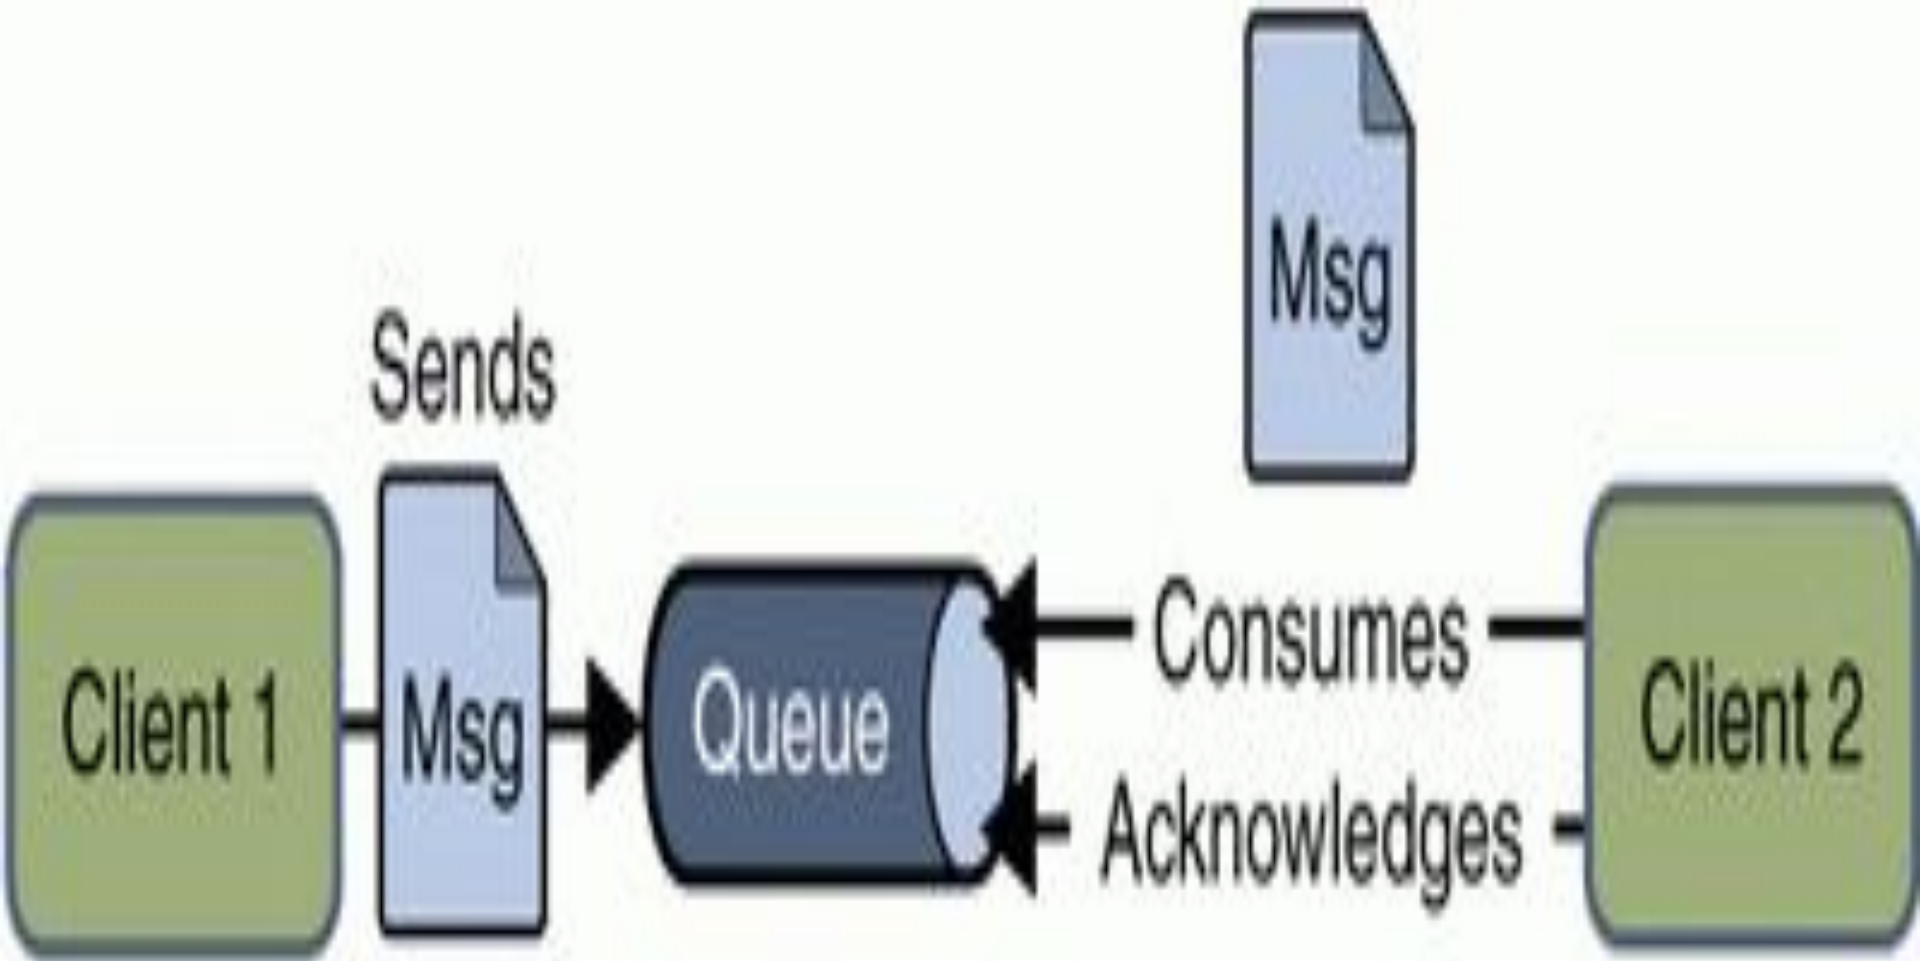 Msg
Sends
Client 1
Msg
Queue
Consumes
Acknowledges
Client 2